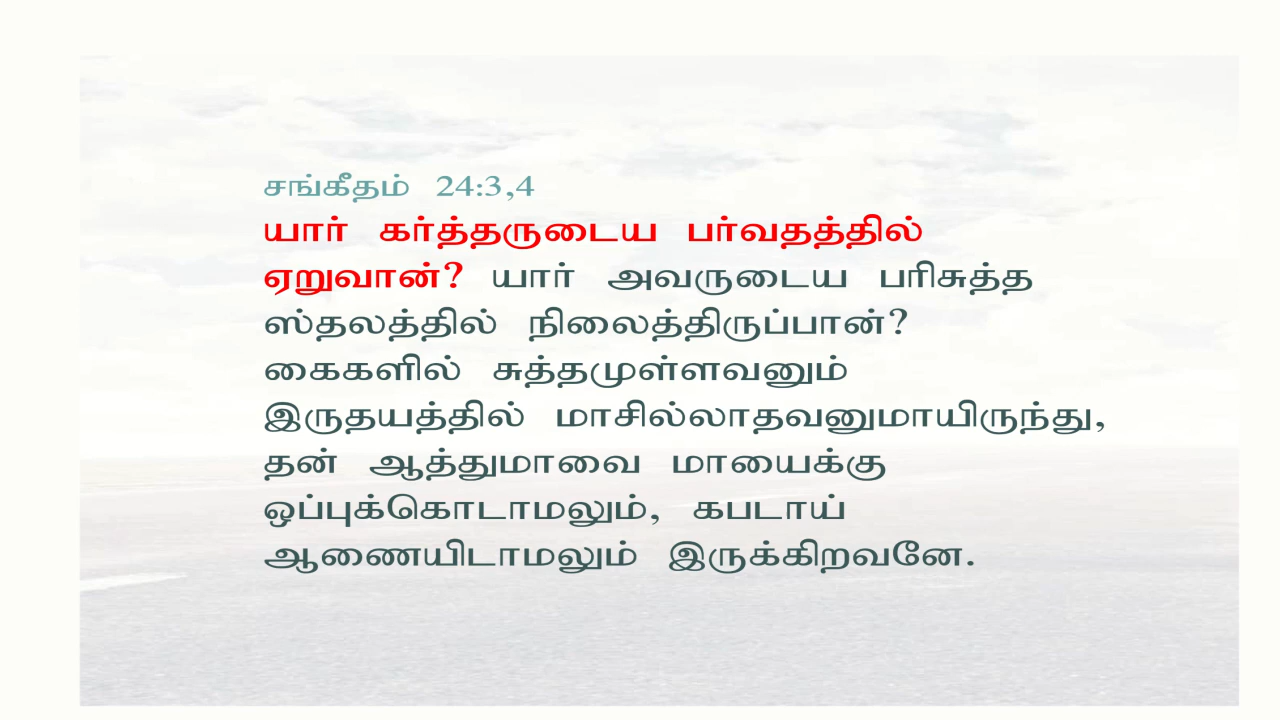 சங்கீதம் 24:3,4
யார் கர்த்தருடைய பர்வதத்தில்
ஏறுவான்? யார் அவருடைய பரிசுத்த
ஸ்தலத்தில் நிலைத்திருப்பான்?
கைகளில் சுத்தமுள்ளவனும்
இருதயத்தில் மாசில்லாதவனுமாயிருந்து,
தன் ஆத்துமாவை மாயைக்கு
ஒப்புக்கொடாமலும், கபடாய்
ஆணையிடாமலும் இருக்கிறவனே.